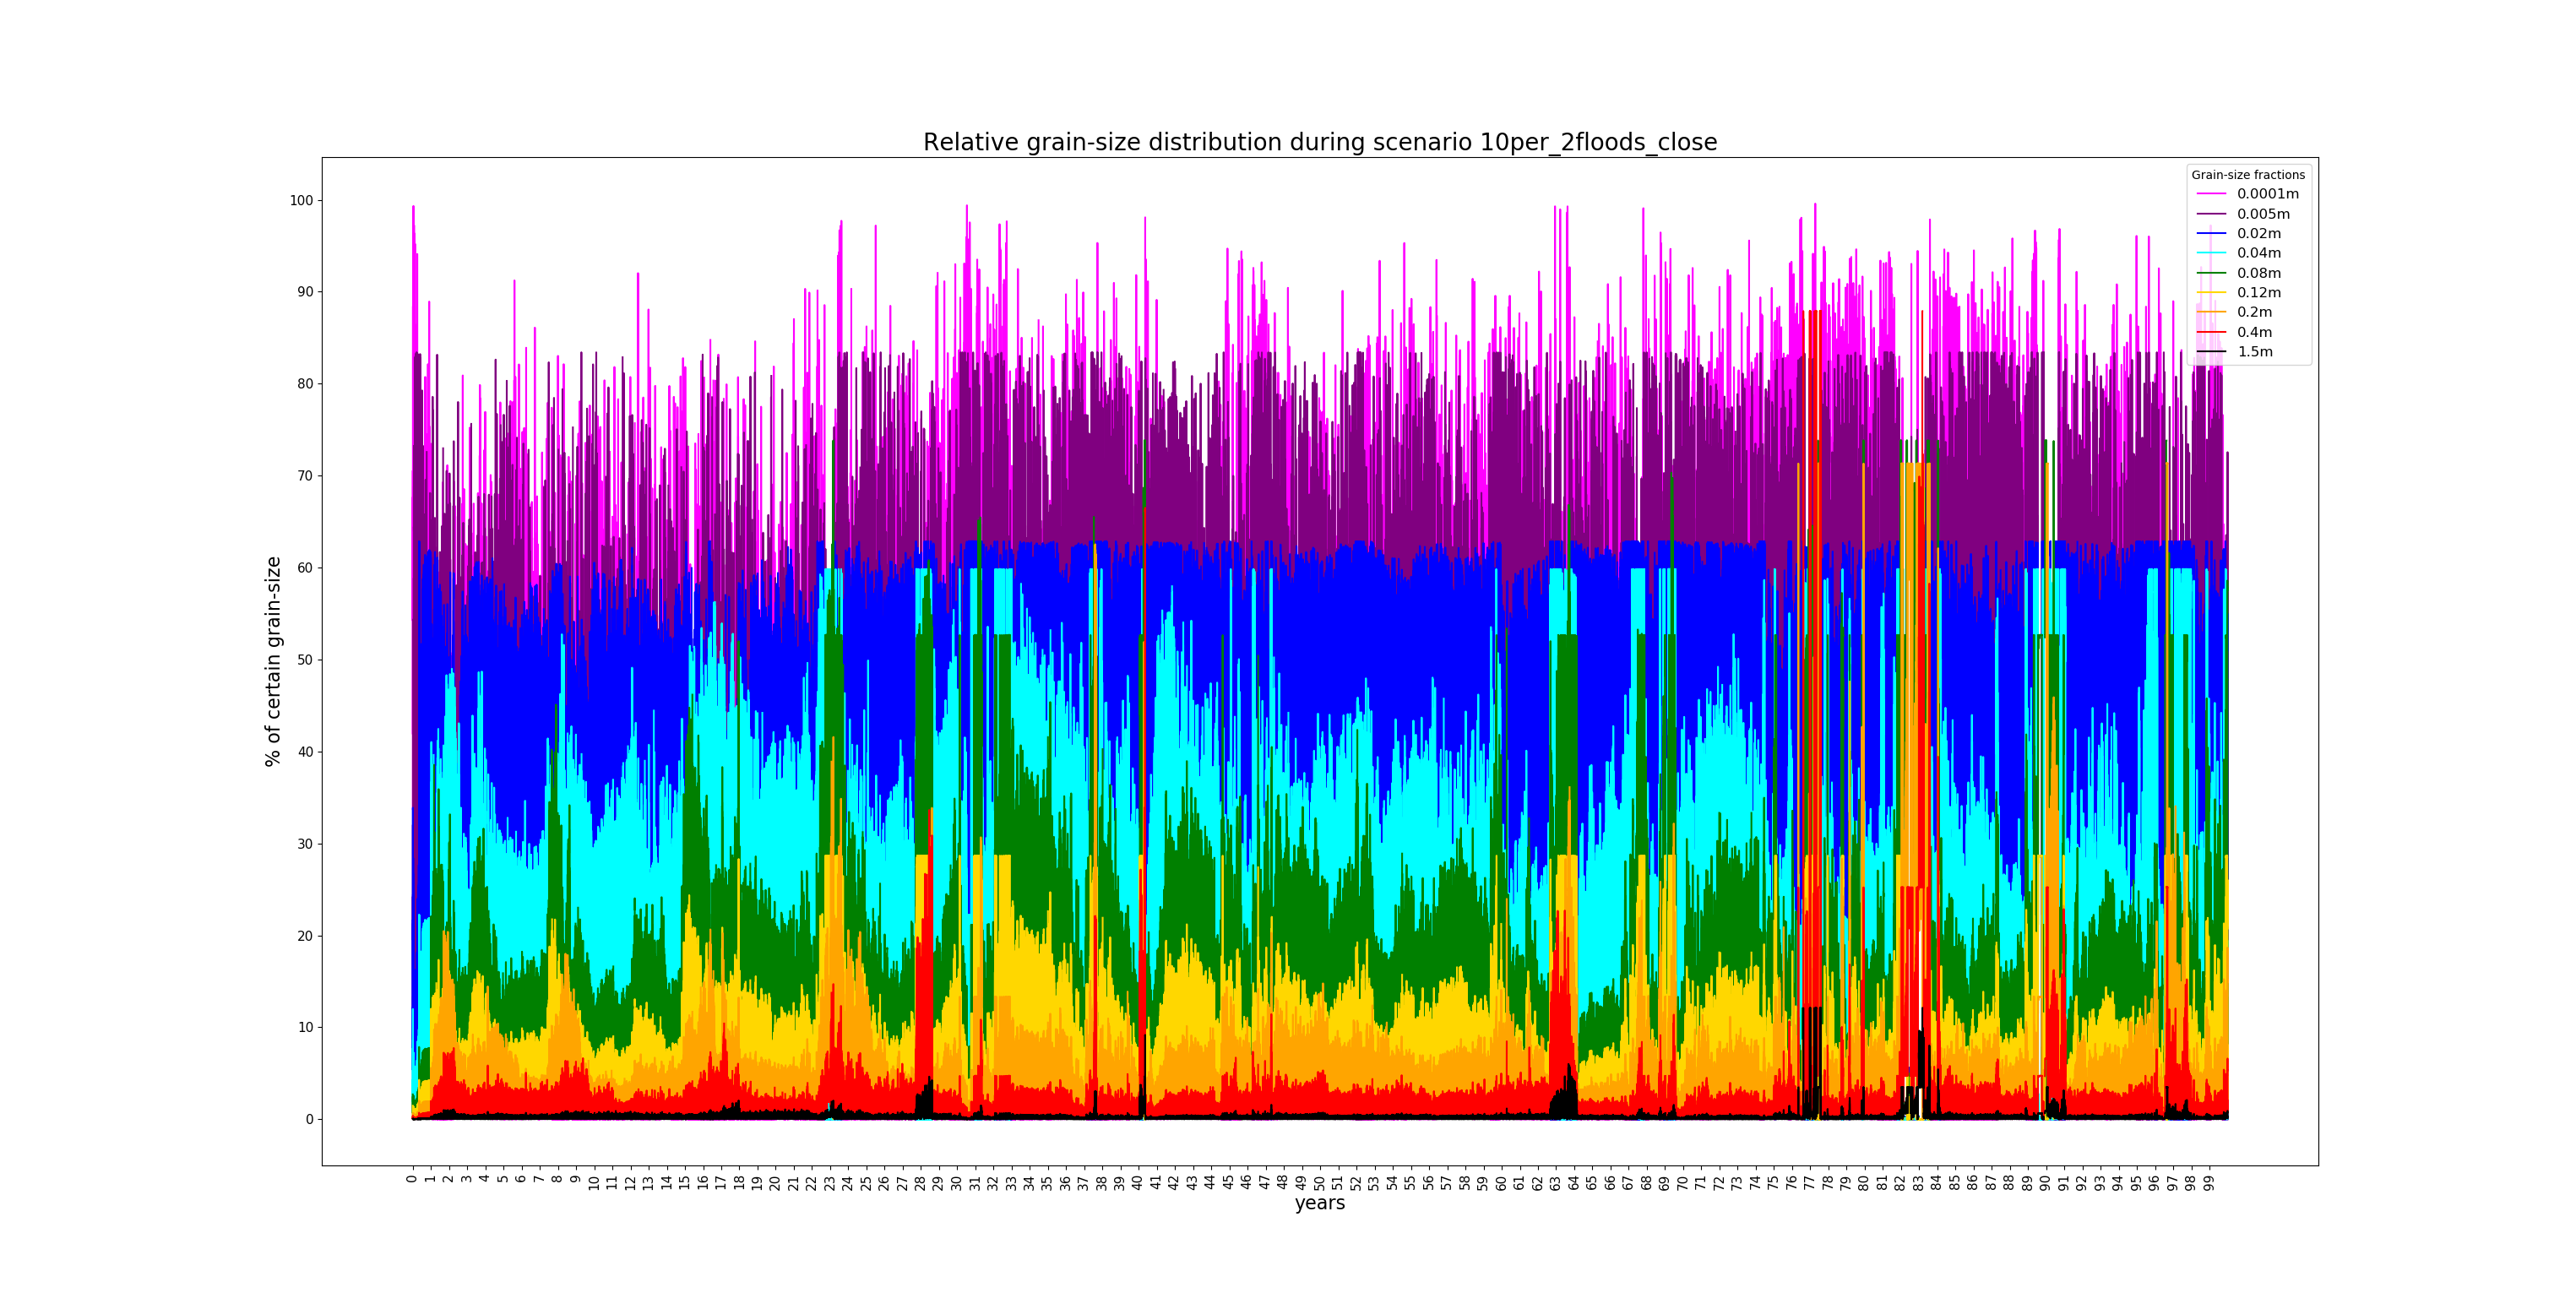 Relative grain-size distribution during scenario 10per_2floods_close
Grain-size fractions
0.0001m
0.005m
0.02m
0.04m
0.08m
0.12m
0.2m
0.4m
1.5m
% of certain grain-size
100
90
80
70
60
50
40
30
20
10
0
0 1 2 3 4 5 6 7 8 9 10 11 12 13 14 15 16 17 18 19 20 21 22 23 24 25 26 27 28 29 30 31 32 33 34 35 36 37 38 39 40 41 42 43 44 45 46 47 48 49 50 51 52 53 54 55 56 57 58 59 60 61 62 63 64 65 66 67 68 69 70 71 72 73 74 75 76 77 78 79 80 81 82 83 84 85 86 87 88 89 90 91 92 93 94 95 96 97 98 99
years